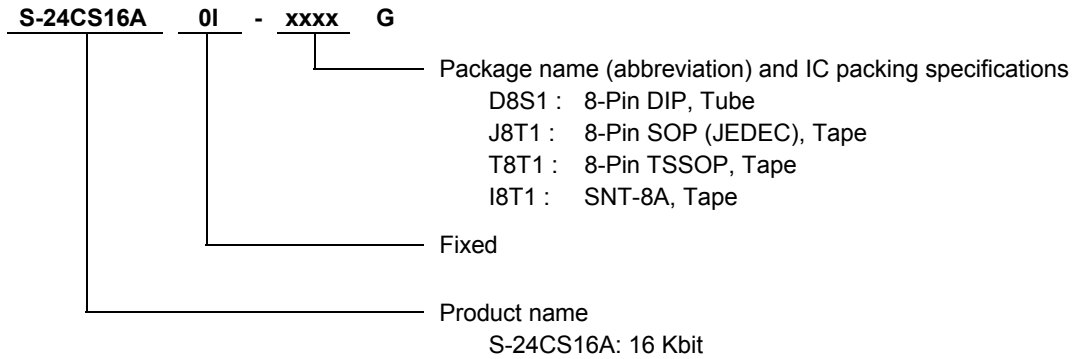 S-24CS16A 0I - xxxx G
Package name (abbreviation) and IC packing specifications
D8S1 : 8-Pin DIP, Tube
J8T1 : 8-Pin SOP (JEDEC), Tape
T8T1 : 8-Pin TSSOP, Tape
I8T1 : SNT-8A, Tape
Fixed
Product name
S-24CS16A: 16 Kbit